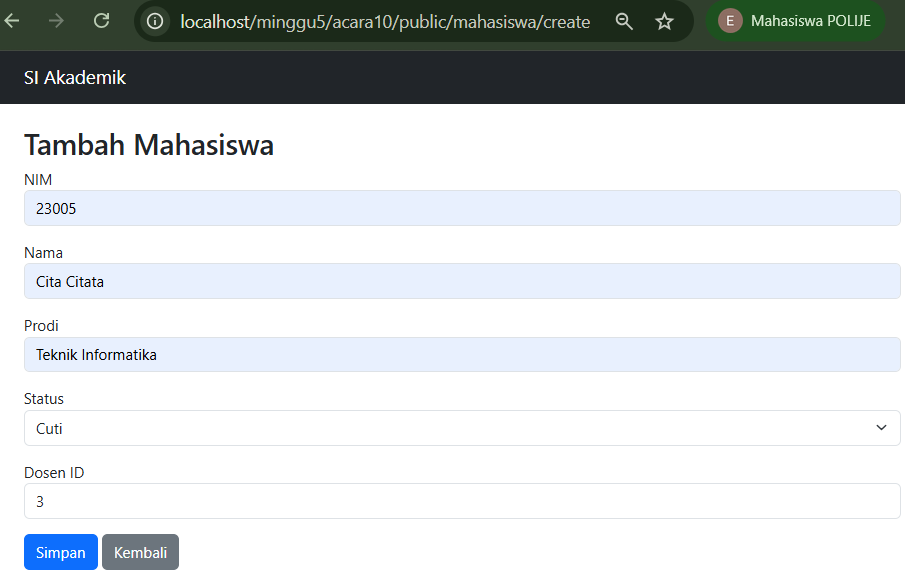 localhost/minggu5/acara10/public/mahasiswa/create
E Mahasiswa POLIJE
SI Akademik
Tambah Mahasiswa
NIM
23005
Nama
Cita Citata
Prodi
Teknik Informatika
Status
Cuti
Dosen ID
3
Simpan Kembali